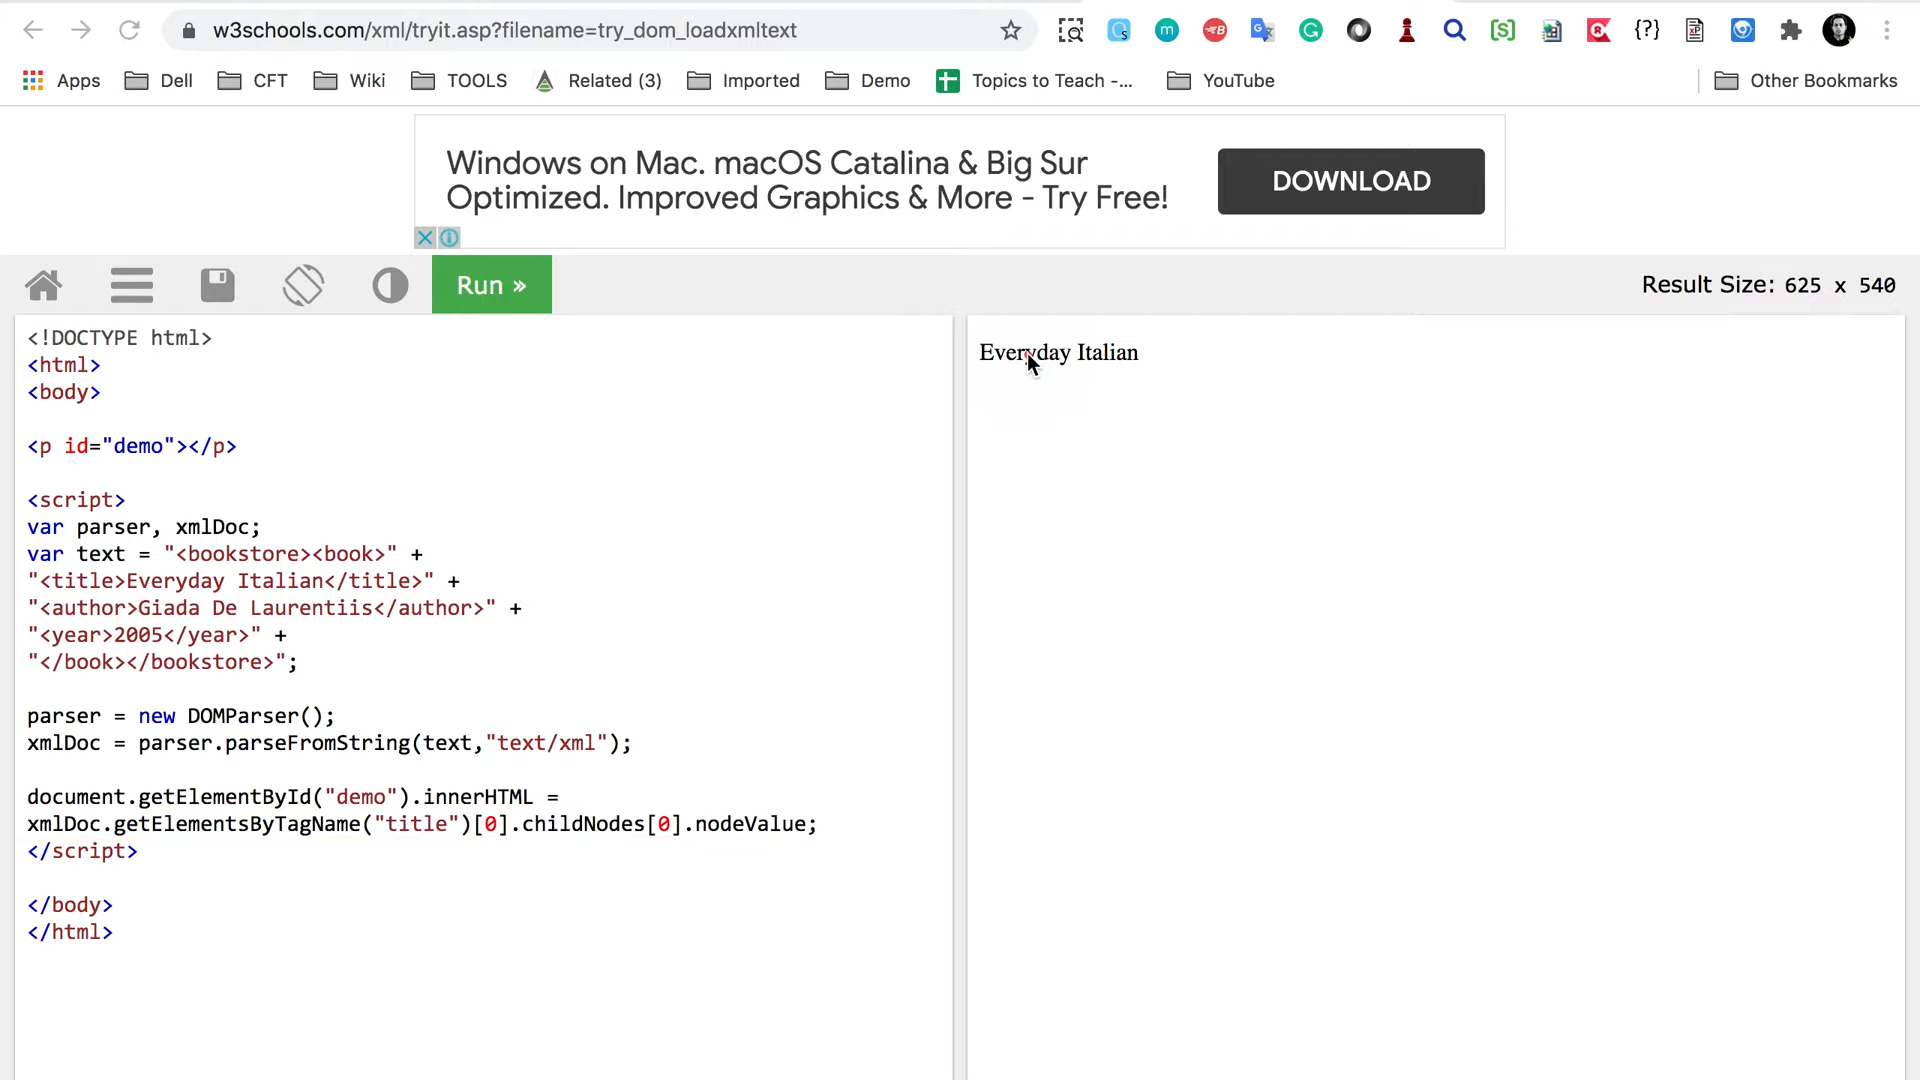 w3schools.com/xml/tryit.asp?filename=try_dom_loadxmltext
Apps Dell CFT Wiki TOOLS Related (3) Imported Demo Topics to Teach -... YouTube Other Bookmarks
Windows on Mac. macOS Catalina & Big Sur
Optimized. Improved Graphics & More - Try Free!
DOWNLOAD
Run »
Result Size: 625 x 540
<!DOCTYPE html>
<html>
<body>
<p id="demo"></p>
<script>
var parser, xmlDoc;
var text = "<bookstore><book>" +
"<title>Everyday Italian</title>" +
"<author>Giada De Laurentiis</author>" +
"<year>2005</year>" +
"</book></bookstore>";
parser = new DOMParser();
xmlDoc = parser.parseFromString(text,"text/xml");
document.getElementById("demo").innerHTML =
xmlDoc.getElementsByTagName("title")[0].childNodes[0].nodeValue;
</script>
</body>
</html>
Everyday Italian